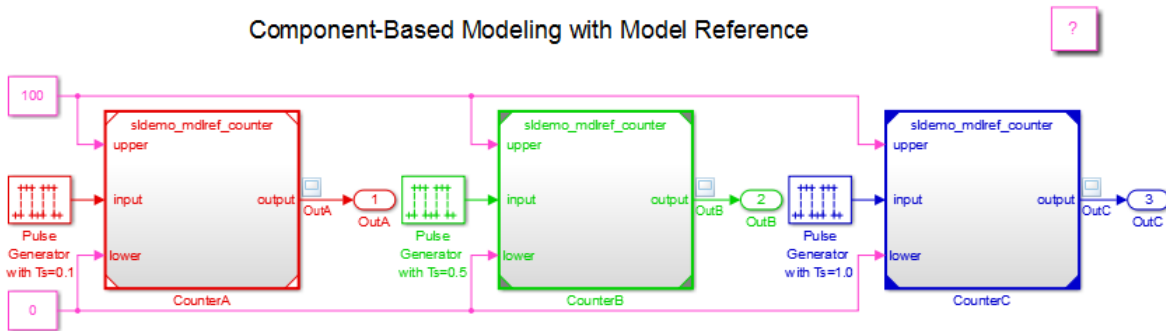 Component-Based Modeling with Model Reference
?
100
sldemo_mdlref_counter
upper
input
output
lower
CounterA
Pulse
Generator
with Ts=0.1
OutA
1
OutA
sldemo_mdlref_counter
upper
input
output
lower
CounterB
Pulse
Generator
with Ts=0.5
OutB
2
OutB
sldemo_mdlref_counter
upper
input
output
lower
CounterC
Pulse
Generator
with Ts=1.0
OutC
3
OutC
0